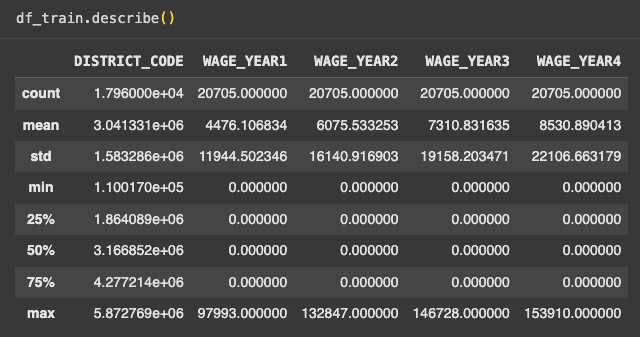 df_train.describe()
DISTRICT_CODE WAGE_YEAR1 WAGE_YEAR2 WAGE_YEAR3 WAGE_YEAR4
count 1.796000e+04 20705.000000 20705.000000 20705.000000 20705.000000
mean 3.041331e+06 4476.106834 6075.533253 7310.831635 8530.890413
std 1.583286e+06 11944.502346 16140.916903 19158.203471 22106.663179
min 1.100170e+05 0.000000 0.000000 0.000000 0.000000
25% 1.864089e+06 0.000000 0.000000 0.000000 0.000000
50% 3.166852e+06 0.000000 0.000000 0.000000 0.000000
75% 4.277214e+06 0.000000 0.000000 0.000000 0.000000
max 5.872769e+06 97993.000000 132847.000000 146728.000000 153910.000000